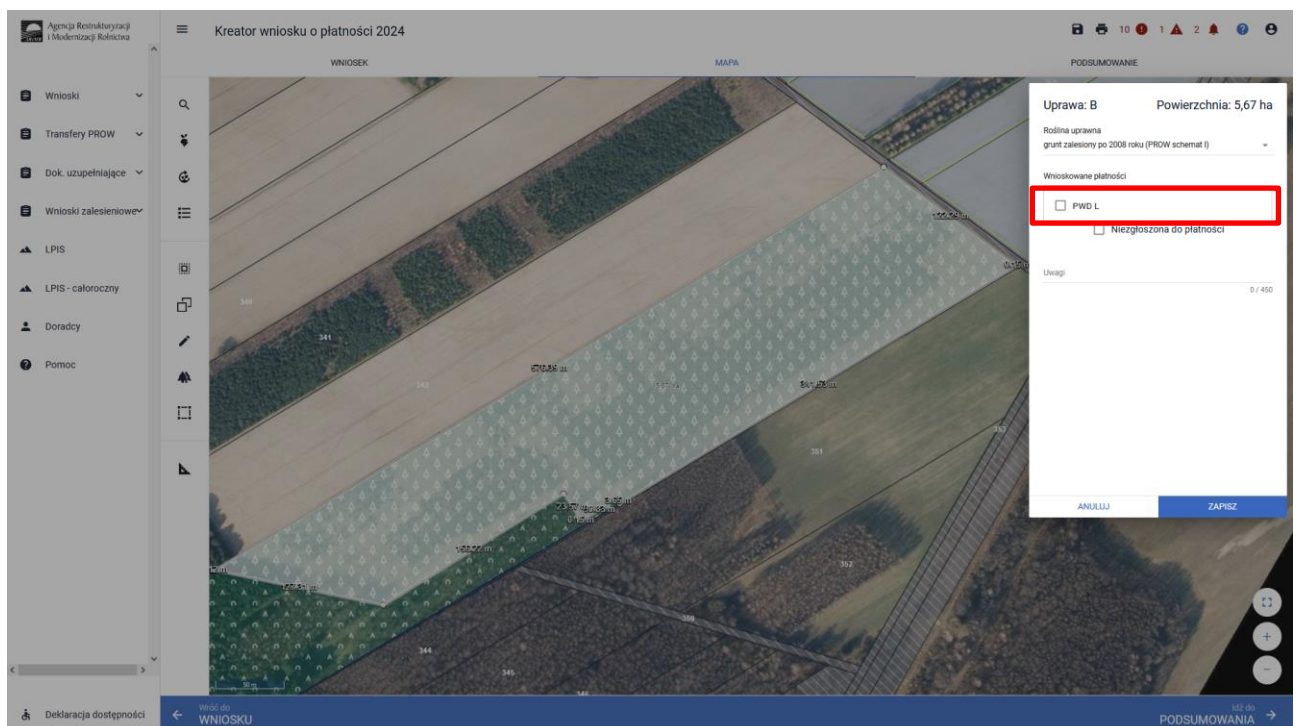 Agencja Restrukturyzacji
i Modernizacji Rolnictwa
Kreator wniosku o płatności 2024
10
1
2
WNIOSEK
MAPA
PODSUMOWANIE
Wnioski
Transfery PROW
Dok. uzupełniające
Wnioski zalesieniowe
LPIS
LPIS - całoroczny
Doradcy
Pomoc
Uprawa: B
Powierzchnia: 5,67 ha
Roślina uprawna
grunt zalesiony po 2008 roku (PROW schemat I)
Wnioskowane płatności
PWD L
Niezgłoszona do płatności
Uwagi
0 / 450
ANULUJ
ZAPISZ
340
341
342
351
353
352
344
345
30 m
Deklaracja dostępności
Wróć do
WNIOSKU
Idź do
PODSUMOWANIA